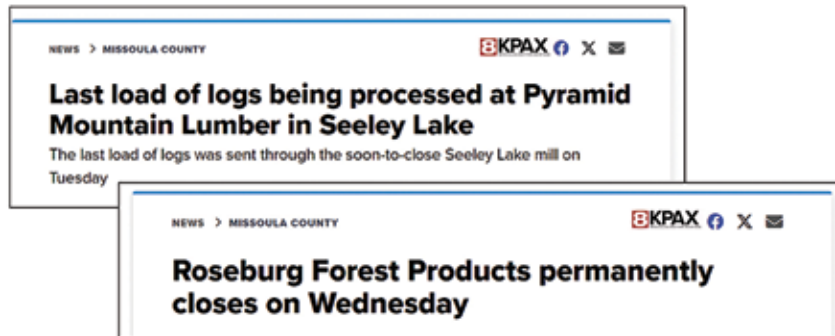 NEWS > MISSOULA COUNTY
8KPAX
Last load of logs being processed at Pyramid
Mountain Lumber in Seeley Lake
The last load of logs was sent through the soon-to-close Seeley Lake mill on
Tuesday
NEWS > MISSOULA COUNTY
8KPAX
Roseburg Forest Products permanently
closes on Wednesday